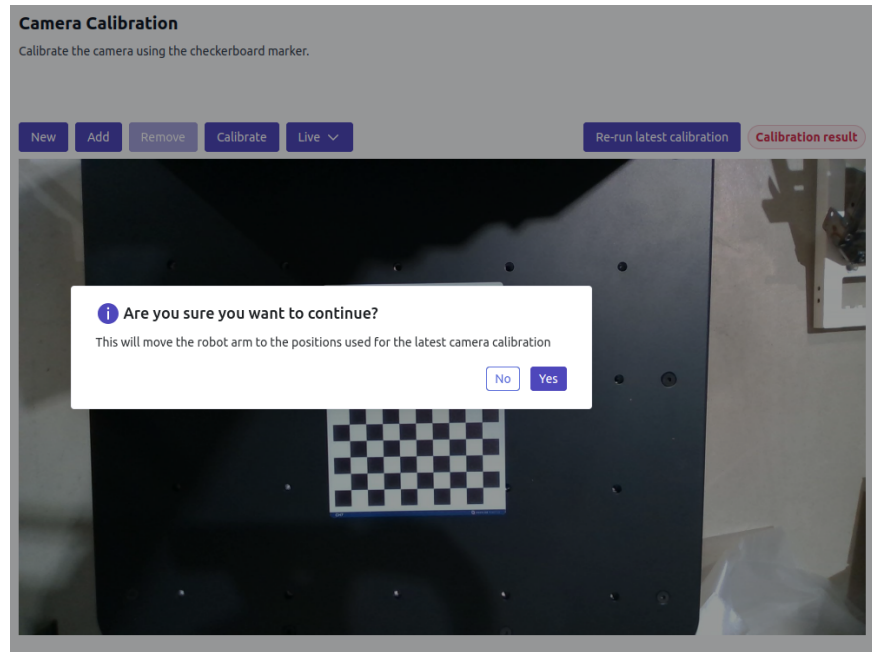 Camera Calibration
Calibrate the camera using the checkerboard marker.
New Add Remove Calibrate Live Re-run latest calibration Calibration result
Are you sure you want to continue?
This will move the robot arm to the positions used for the latest camera calibration
No Yes